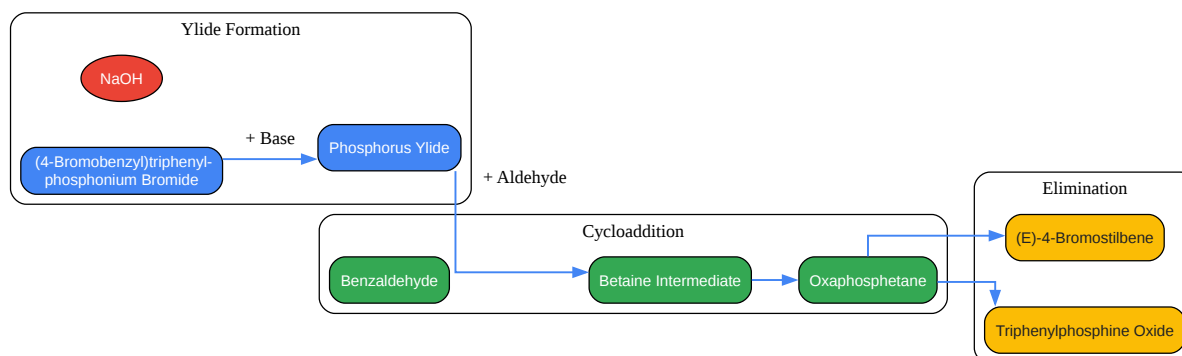 Ylide Formation
NaOH
+ Base
(4-Bromobenzyl)triphenyl-
phosphonium Bromide
Phosphorus Ylide
+ Aldehyde
Cycloaddition
Benzaldehyde
Betaine Intermediate
Oxaphosphetane
Elimination
(E)-4-Bromostilbene
Triphenylphosphine Oxide